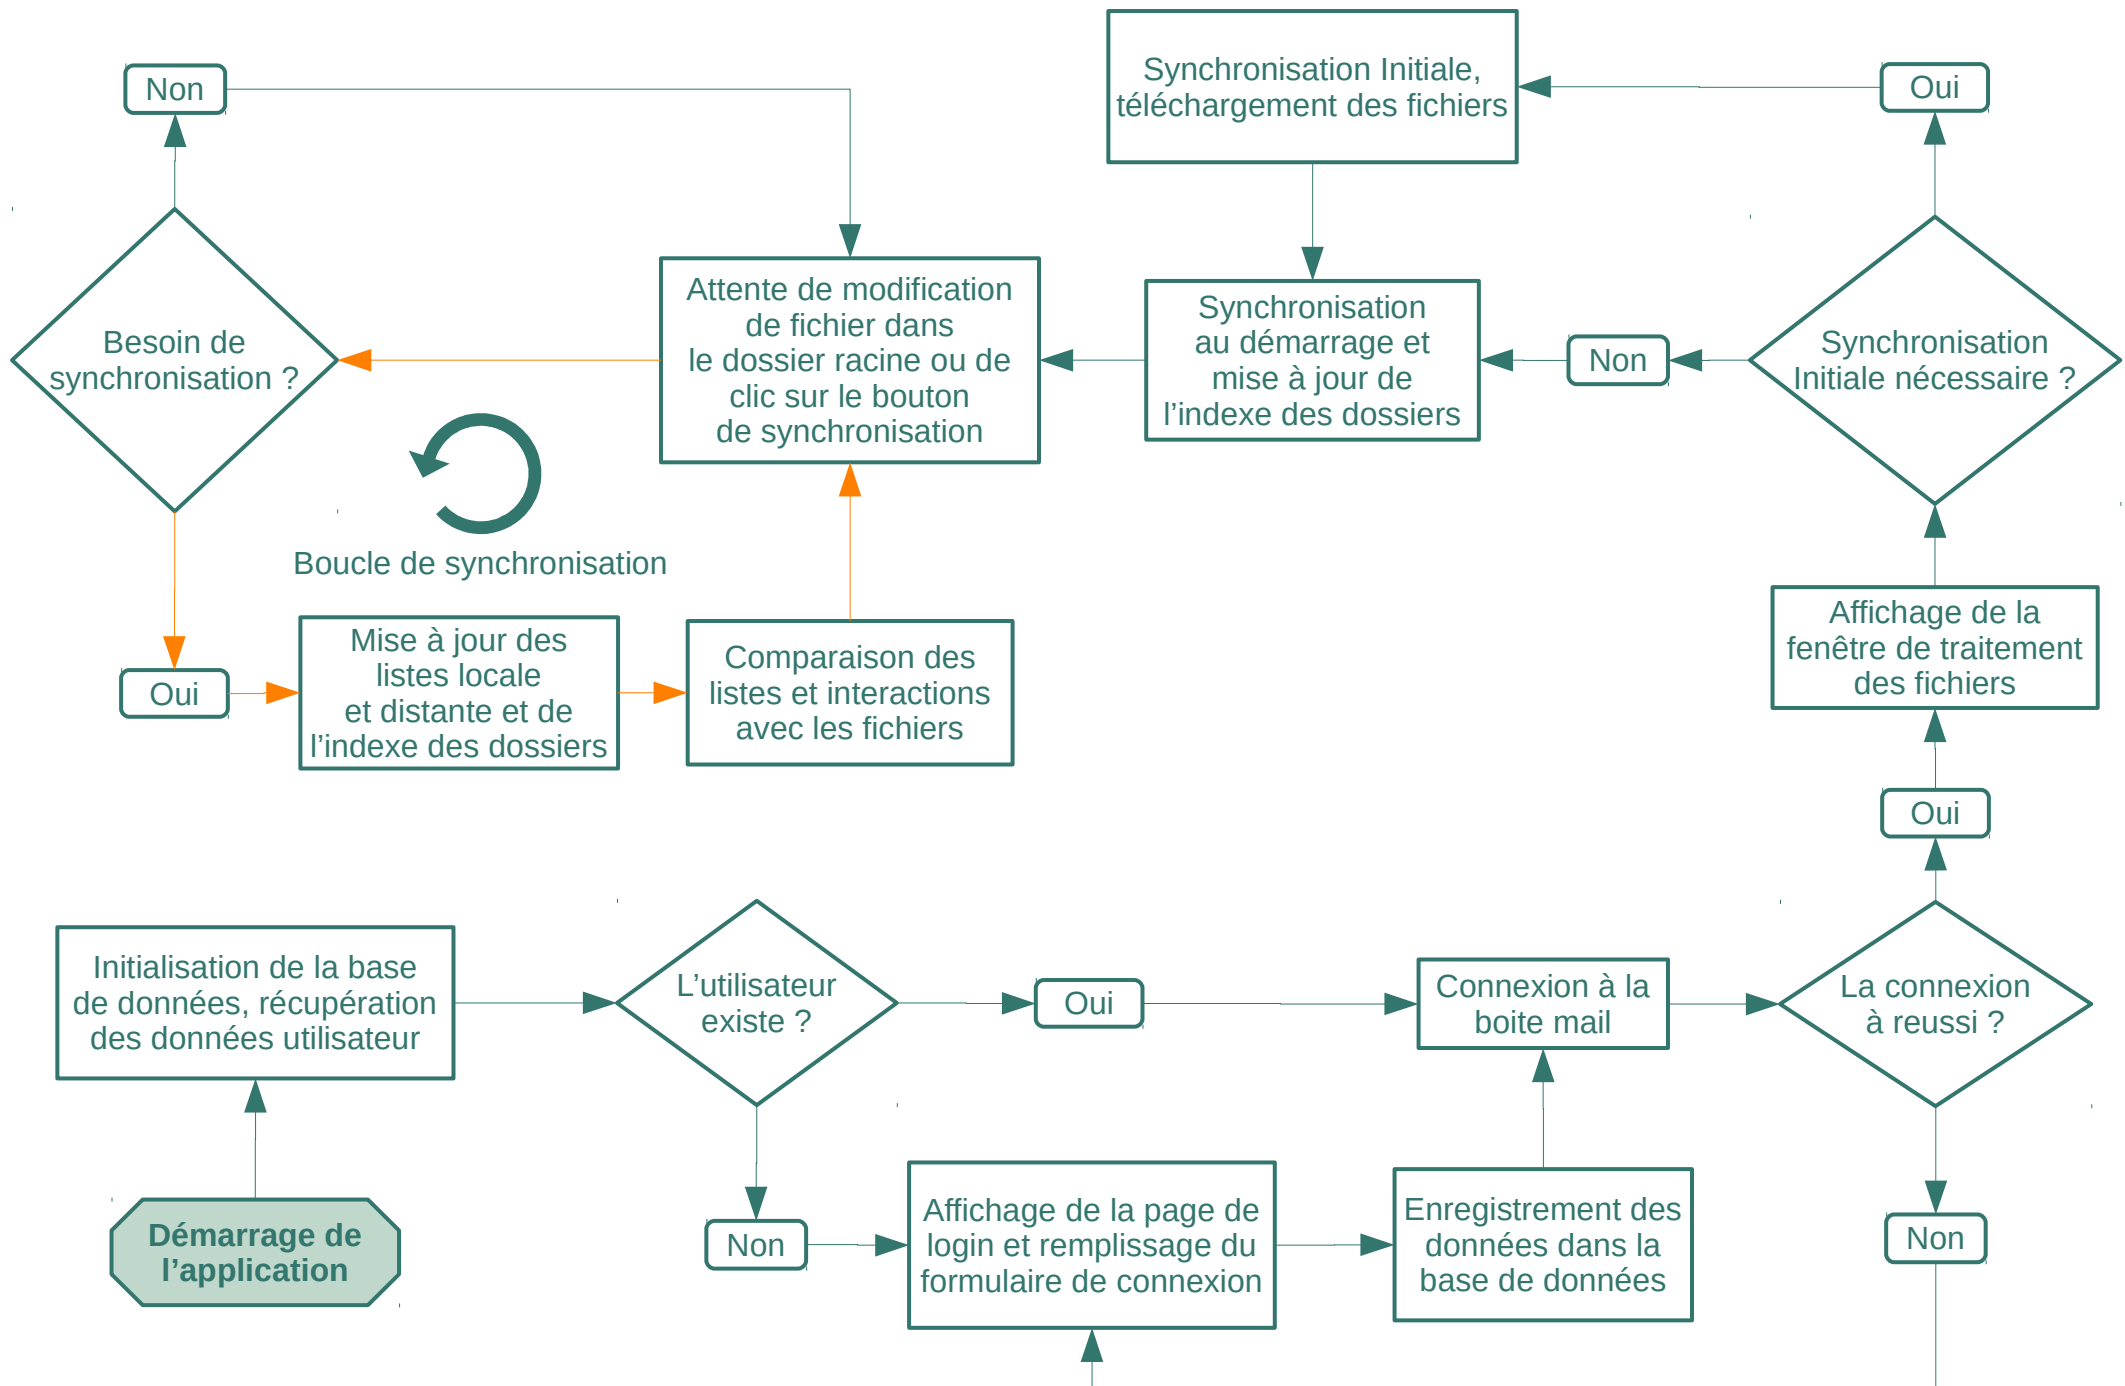 Non
Synchronisation Initiale,
téléchargement des fichiers
Oui
Besoin de
synchronisation ?
Attente de modification
de fichier dans
le dossier racine ou de
clic sur le bouton
de synchronisation
Synchronisation
au démarrage et
mise à jour de
l’indexe des dossiers
Non
Synchronisation
Initiale nécessaire ?
Boucle de synchronisation
Oui
Mise à jour des
listes locale
et distante et de
l’indexe des dossiers
Comparaison des
listes et interactions
avec les fichiers
Affichage de la
fenêtre de traitement
des fichiers
Oui
Initialisation de la base
de données, récupération
des données utilisateur
L’utilisateur
existe ?
Oui
Connexion à la
boite mail
La connexion
à reussi ?
Démarrage de
l’application
Non
Affichage de la page de
login et remplissage du
formulaire de connexion
Enregistrement des
données dans la
base de données
Non